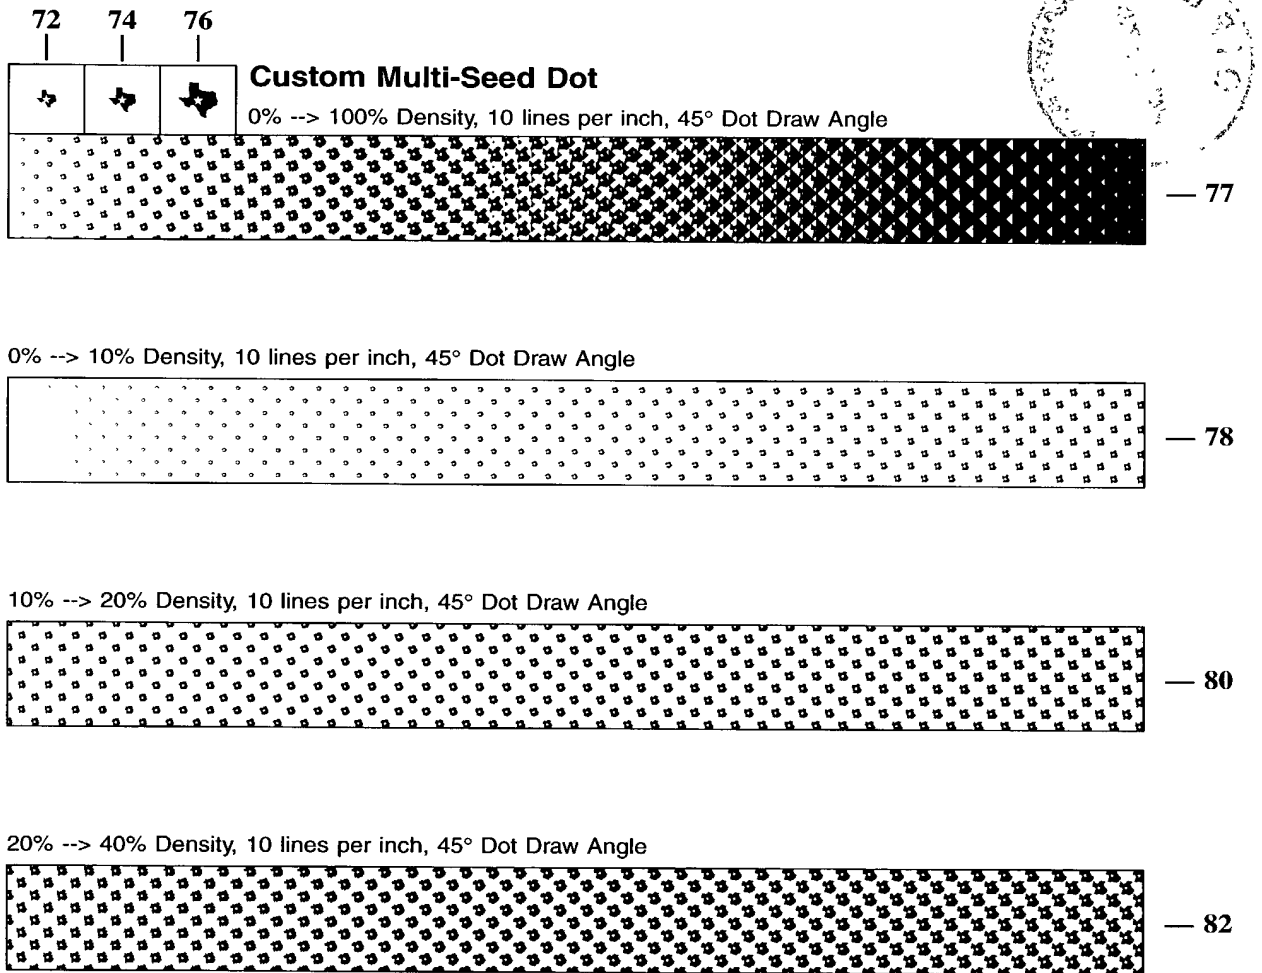 72 74 76
Custom Multi-Seed Dot
0% --> 100% Density, 10 lines per inch, 45° Dot Draw Angle
77
0% --> 10% Density, 10 lines per inch, 45° Dot Draw Angle
78
10% --> 20% Density, 10 lines per inch, 45° Dot Draw Angle
80
20% --> 40% Density, 10 lines per inch, 45° Dot Draw Angle
82